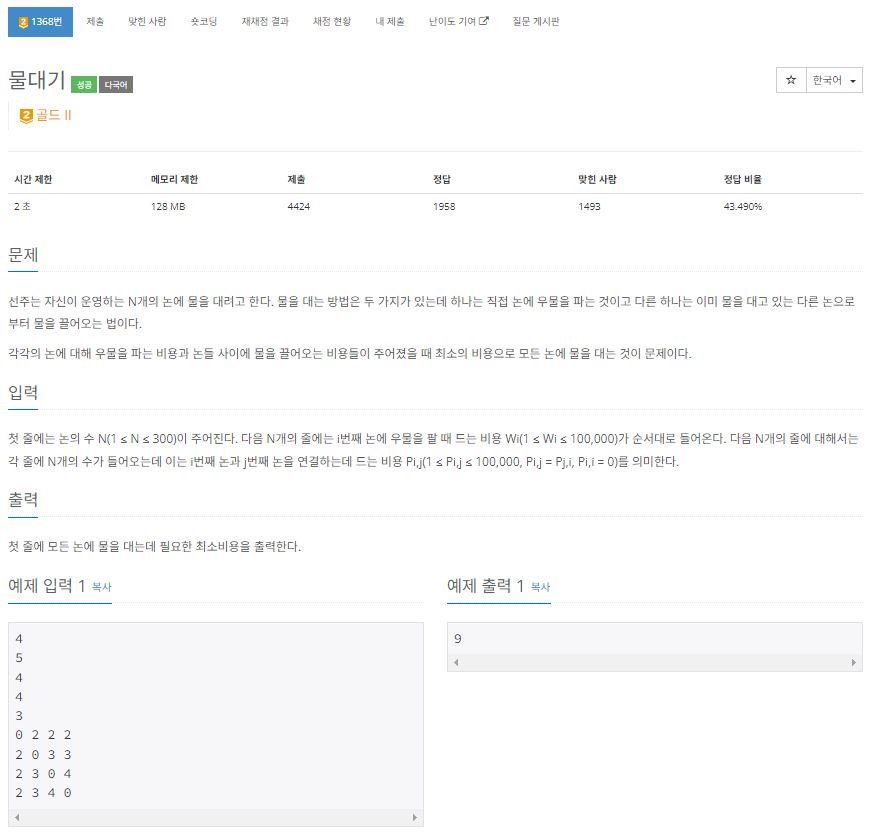 2 1368번 제출 맞힌 사람 숏코딩 재채점 결과 채점 현황 내 제출 난이도 기여 질문 게시판
물대기 성공 다국어 ☆ 한국어
2 골드 II
시간 제한 메모리 제한 제출 정답 맞힌 사람 정답 비율
2 초 128 MB 4424 1958 1493 43.490%
문제
선주는 자신이 운영하는 N개의 논에 물을 대려고 한다. 물을 대는 방법은 두 가지가 있는데 하나는 직접 논에 우물을 파는 것이고 다른 하나는 이미 물을 대고 있는 다른 논으로
부터 물을 끌어오는 법이다.
각각의 논에 대해 우물을 파는 비용과 논들 사이에 물을 끌어오는 비용들이 주어졌을 때 최소의 비용으로 모든 논에 물을 대는 것이 문제이다.
입력
첫 줄에는 논의 수 N(1 ≤ N ≤ 300)이 주어진다. 다음 N개의 줄에는 i번째 논에 우물을 팔 때 드는 비용 Wi(1 ≤ Wi ≤ 100,000)가 순서대로 들어온다. 다음 N개의 줄에 대해서는
각 줄에 N개의 수가 들어오는데 이는 i번째 논과 j번째 논을 연결하는데 드는 비용 Pi,j(1 ≤ Pi,j ≤ 100,000, Pi,j = Pj,i, Pi,i = 0)를 의미한다.
출력
첫 줄에 모든 논에 물을 대는데 필요한 최소비용을 출력한다.
예제 입력 1 복사
4
5
4
4
3
0 2 2 2
2 0 3 3
2 3 0 4
2 3 4 0
예제 출력 1 복사
9